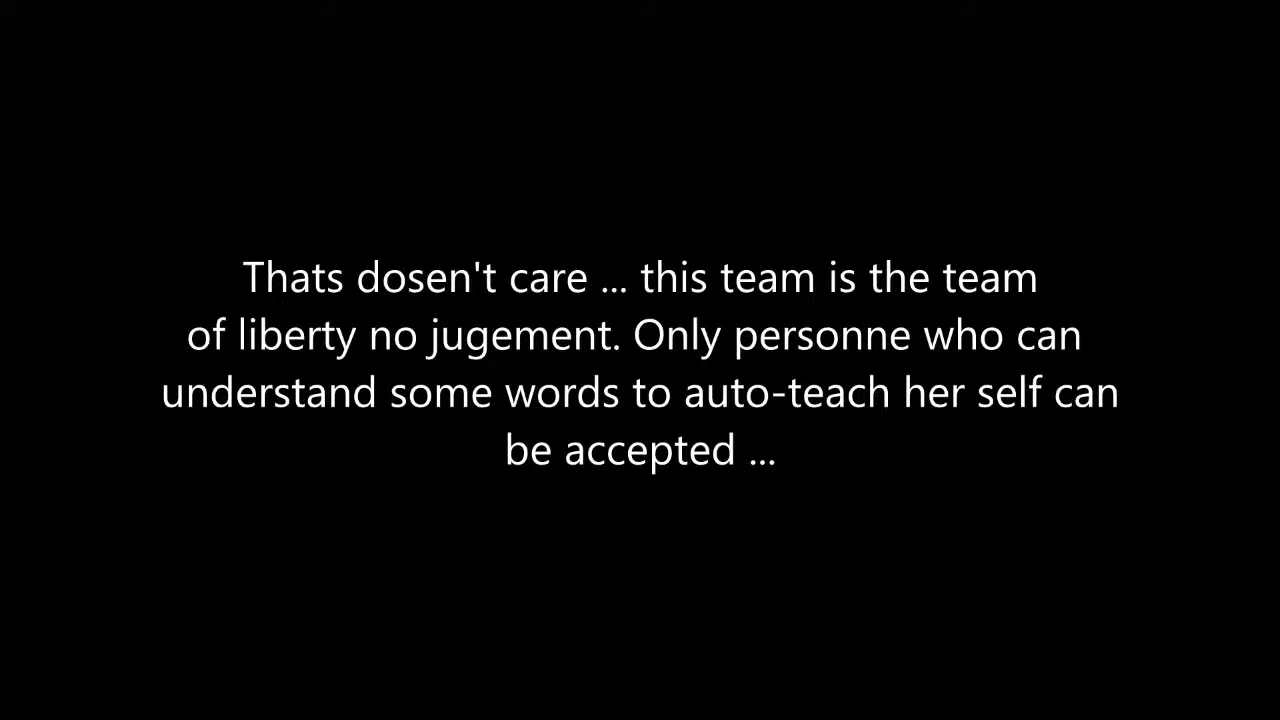 Thats dosen't care ... this team is the team
of liberty no jugement. Only personne who can
understand some words to auto-teach her self can
be accepted ...